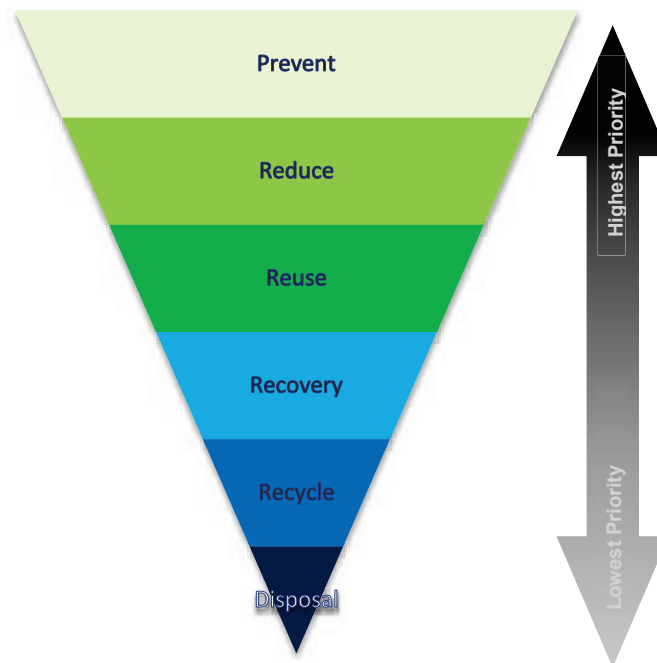 Prevent
Reduce
Reuse
Recovery
Recycle
Disposal
Highest Priority
Lowest Priority